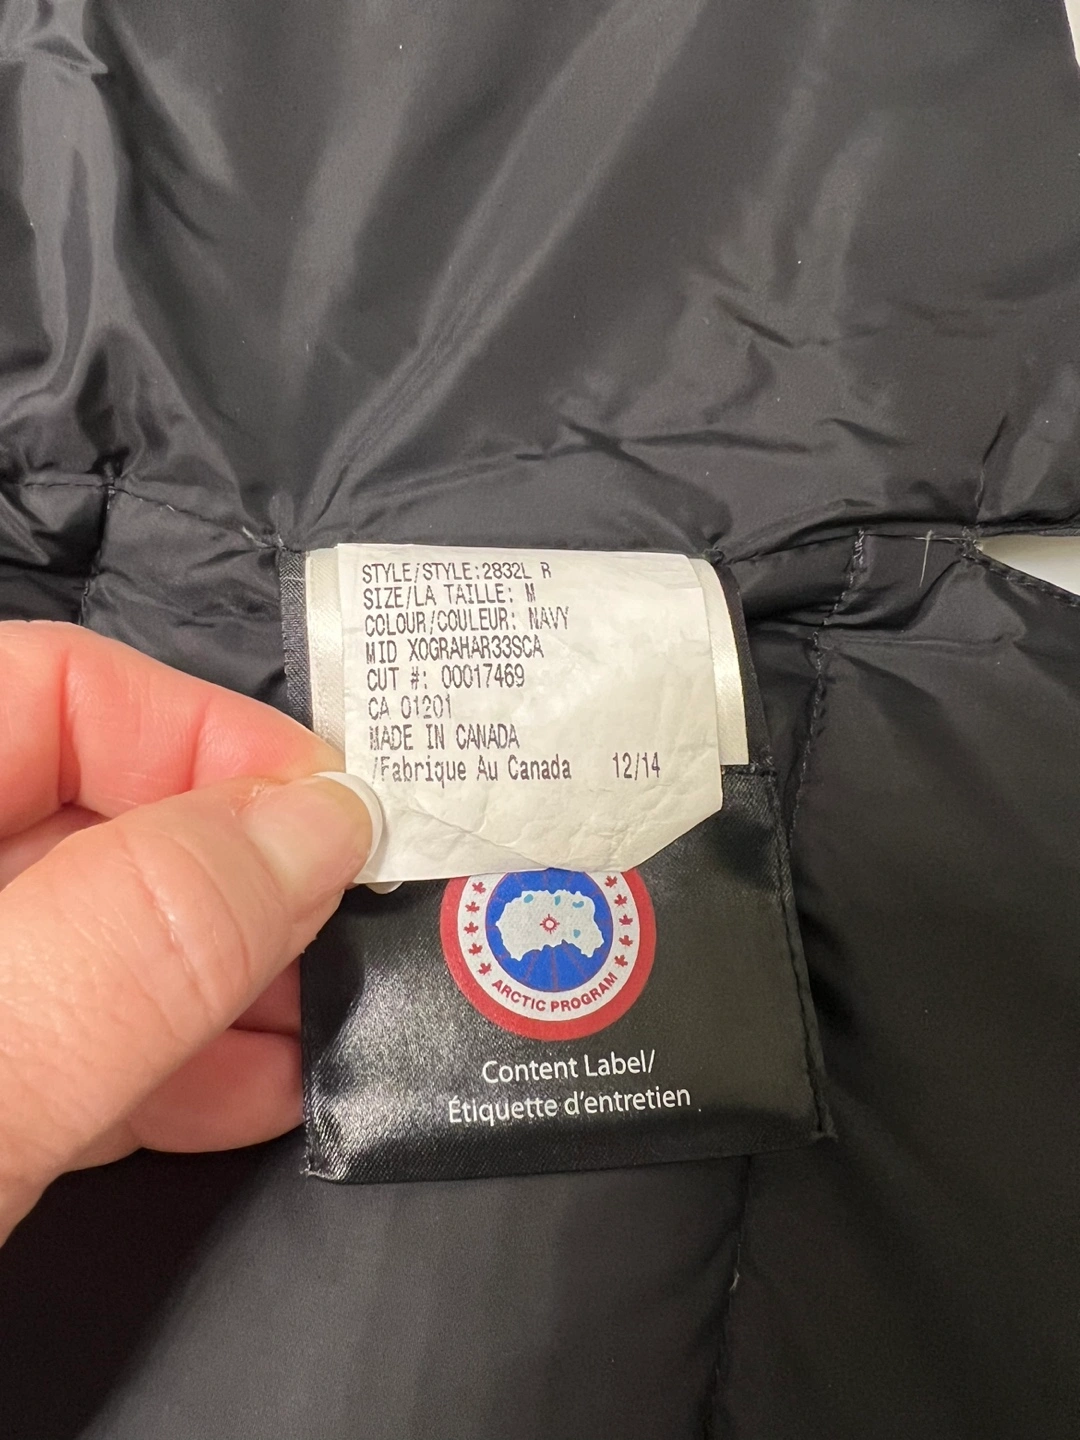 STYLE/STYLE:2832L R
SIZE/LA TAILLE: M
COLOUR/COULEUR: NAVY
MID XOGRAHAR33SCA
CUT #: 00017469
CA 01201
MADE IN CANADA
/Fabrique Au Canada 12/14
ARCTIC PROGRAM
Content Label/
Étiquette d'entretien